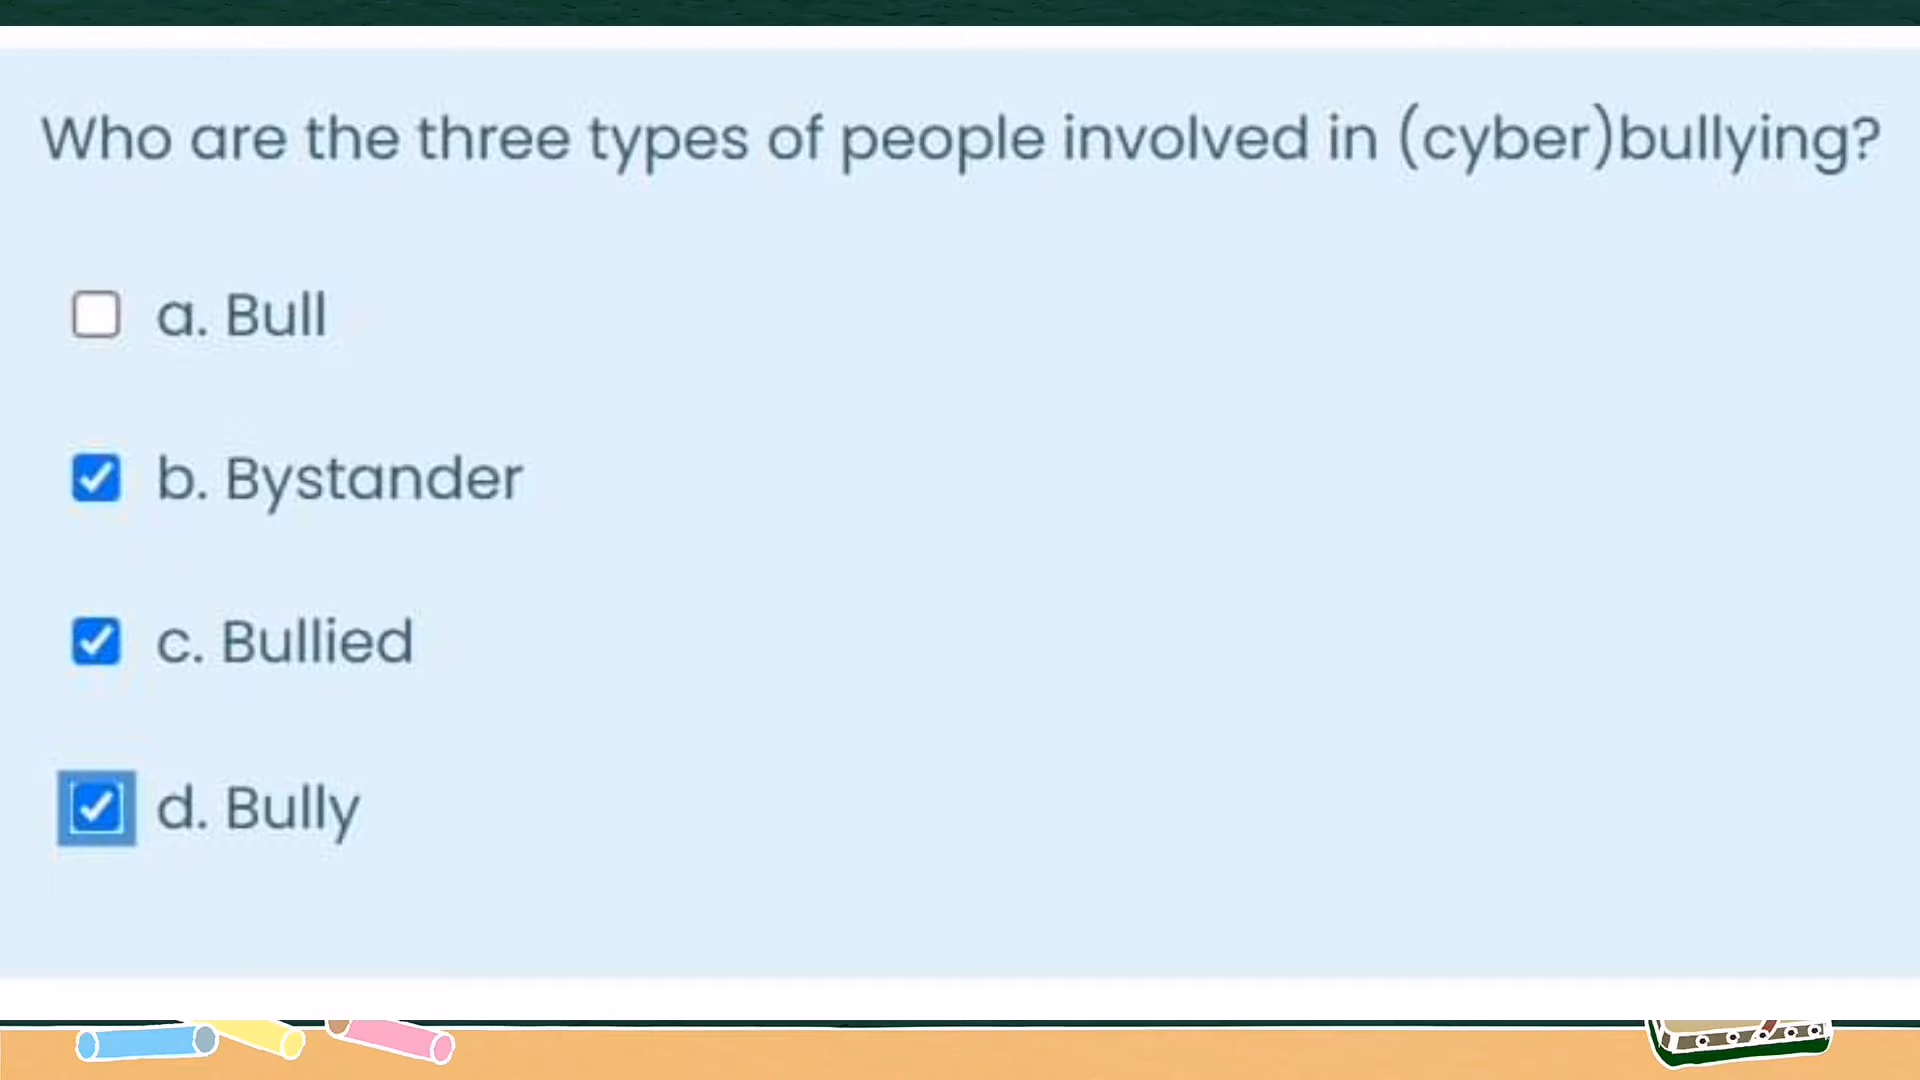 Who are the three types of people involved in (cyber)bullying?
a. Bull
b. Bystander
c. Bullied
d. Bully